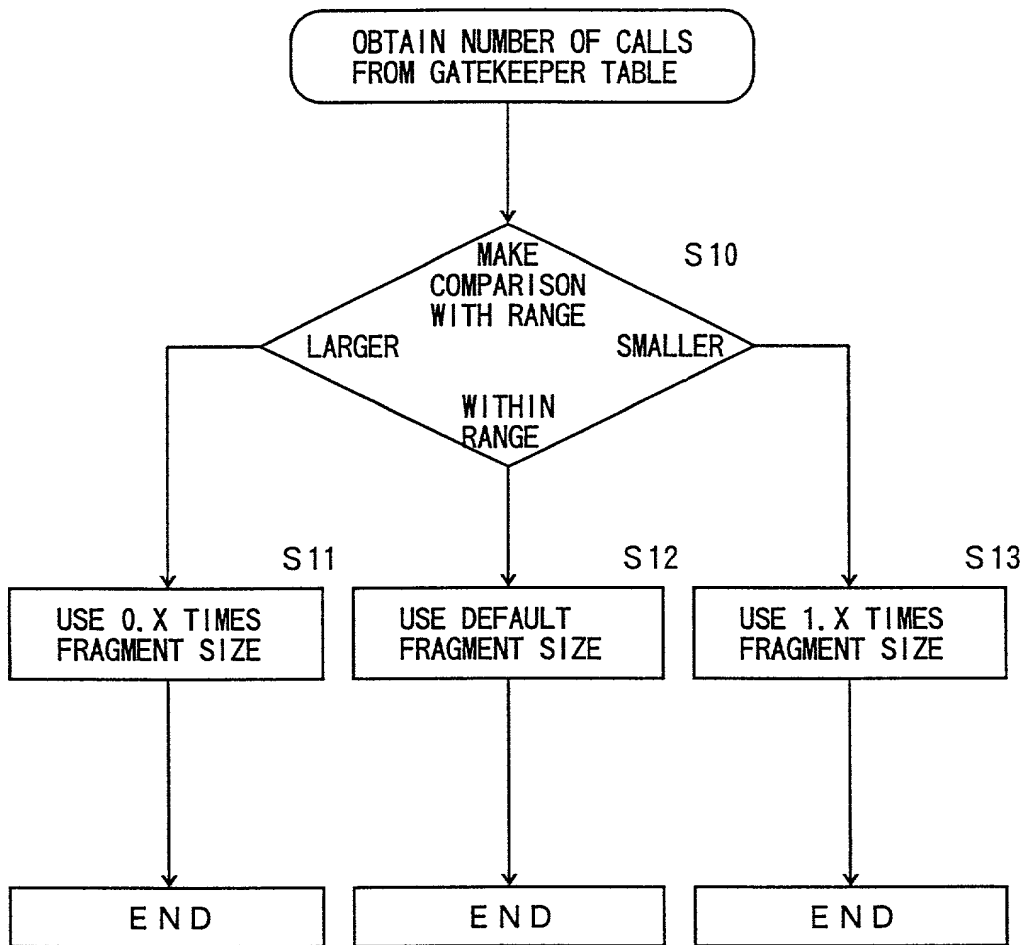 OBTAIN NUMBER OF CALLS
FROM GATEKEEPER TABLE
MAKE
COMPARISON
WITH RANGE
S10
LARGER
SMALLER
WITHIN
RANGE
S11
S12
S13
USE 0.X TIMES
FRAGMENT SIZE
USE DEFAULT
FRAGMENT SIZE
USE 1.X TIMES
FRAGMENT SIZE
END
END
END